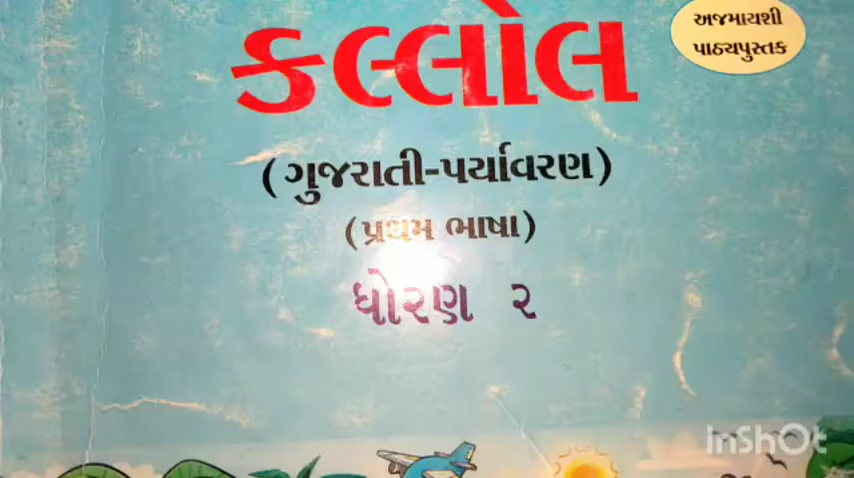 અજમાયશી
પાઠ્યપુસ્તક
કલ્લોલ
(ગુજરાતી-પર્યાવરણ)
(પ્રથમ ભાષા)
ધોરણ ૨
InShOt